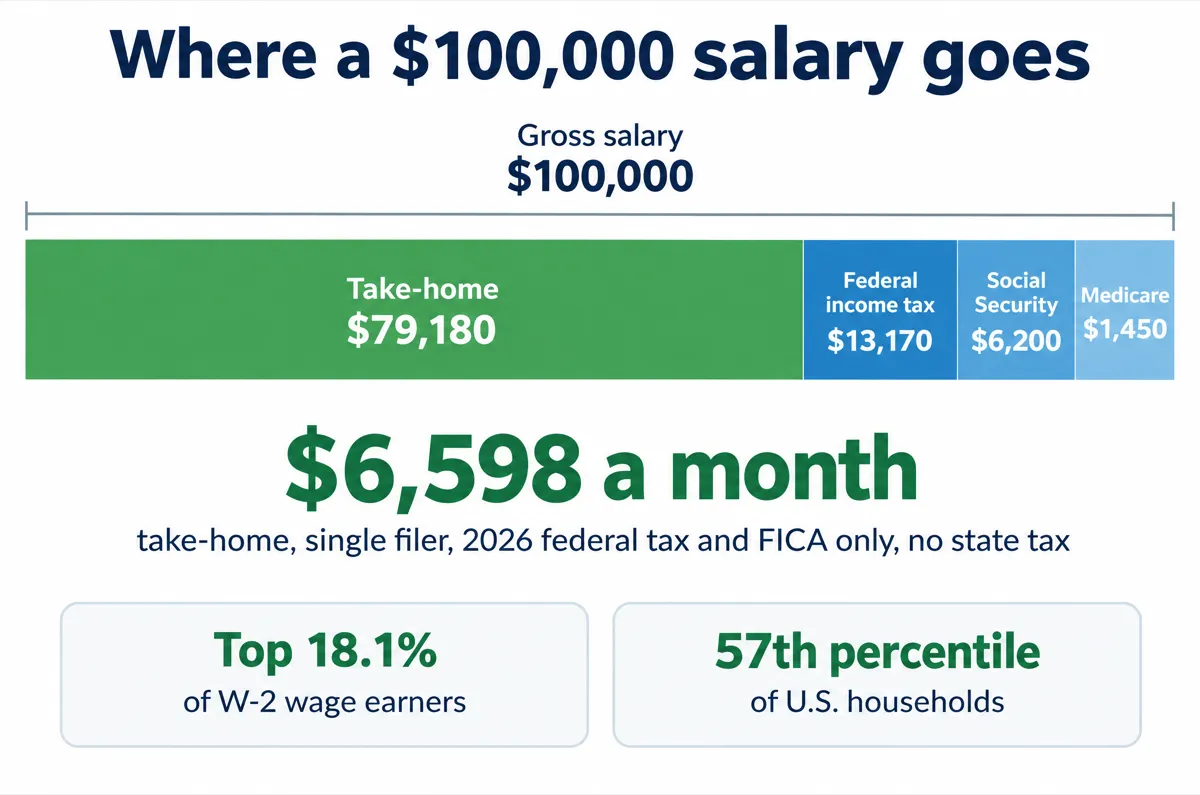 Where a $100,000 salary goes
Gross salary
$100,000
Take-home
$79,180
Federal
income tax
$13,170
Social
Security
$6,200
Medicare
$1,450
$6,598 a month
take-home, single filer, 2026 federal tax and FICA only, no state tax
Top 18.1%
of W-2 wage earners
57th percentile
of U.S. households